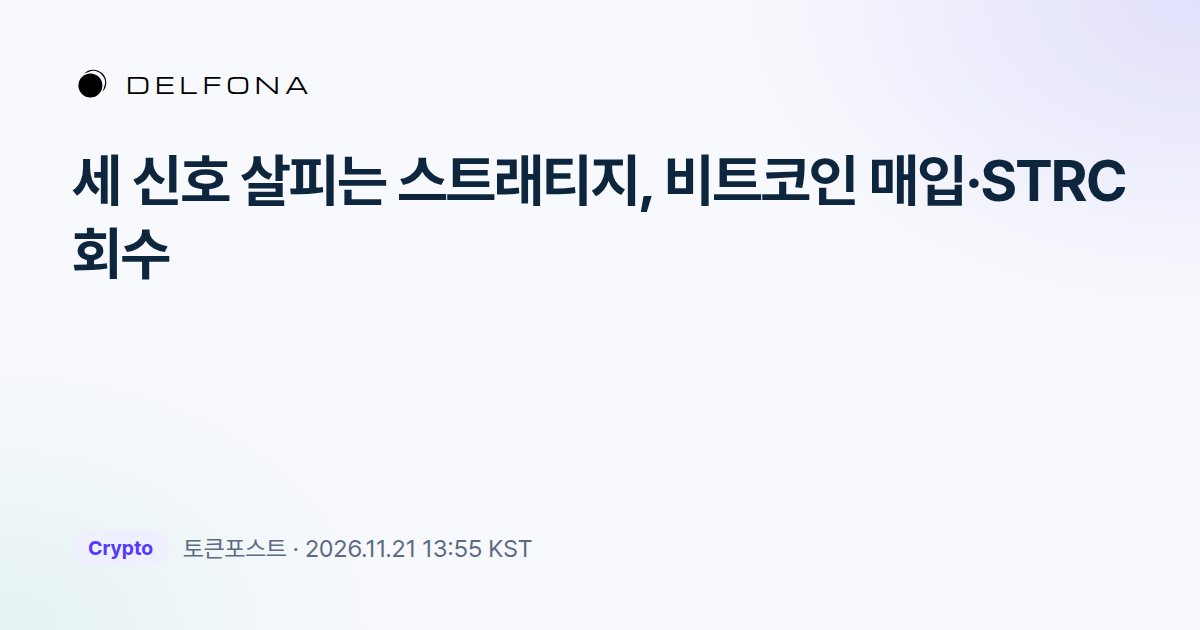 DELFONA
세 신호 살피는 스트래티지, 비트코인 매입·STRC
회수
Crypto 토큰포스트 · 2026.11.21 13:55 KST